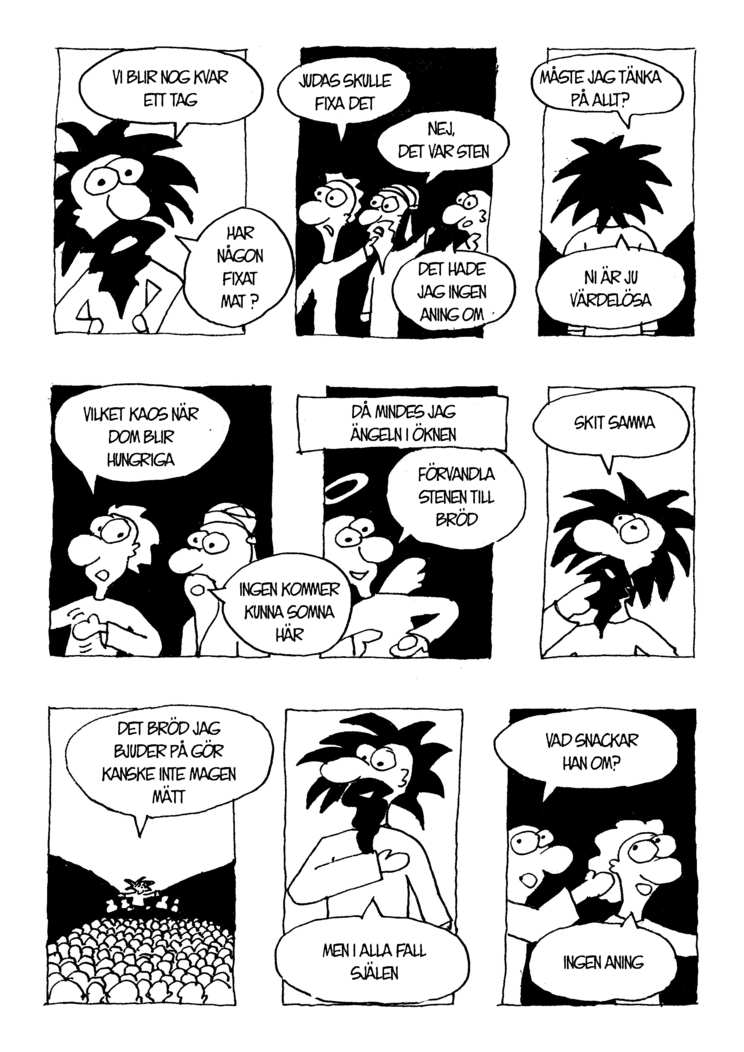 VI BLIR NOG KVAR
ETT TAG
HAR
NÅGON
FIXAT
MAT ?
JUDAS SKULLE
FIXA DET
NEJ,
DET VAR STEN
DET HADE
JAG INGEN
ANING OM
MÅSTE JAG TÄNKA
PÅ ALLT?
NI ÄR JU
VÄRDELÖSA
VILKET KAOS NÄR
DOM BLIR
HUNGRIGA
INGEN KOMMER
KUNNA SOMNA
HÄR
DÅ MINDES JAG
ÄNGELN I ÖKNEN
FÖRVANDLA
STENEN TILL
BRÖD
SKIT SAMMA
DET BRÖD JAG
BJUDER PÅ GÖR
KANSKE INTE MAGEN
MÄTT
MEN I ALLA FALL
SJÄLEN
VAD SNACKAR
HAN OM?
INGEN ANING